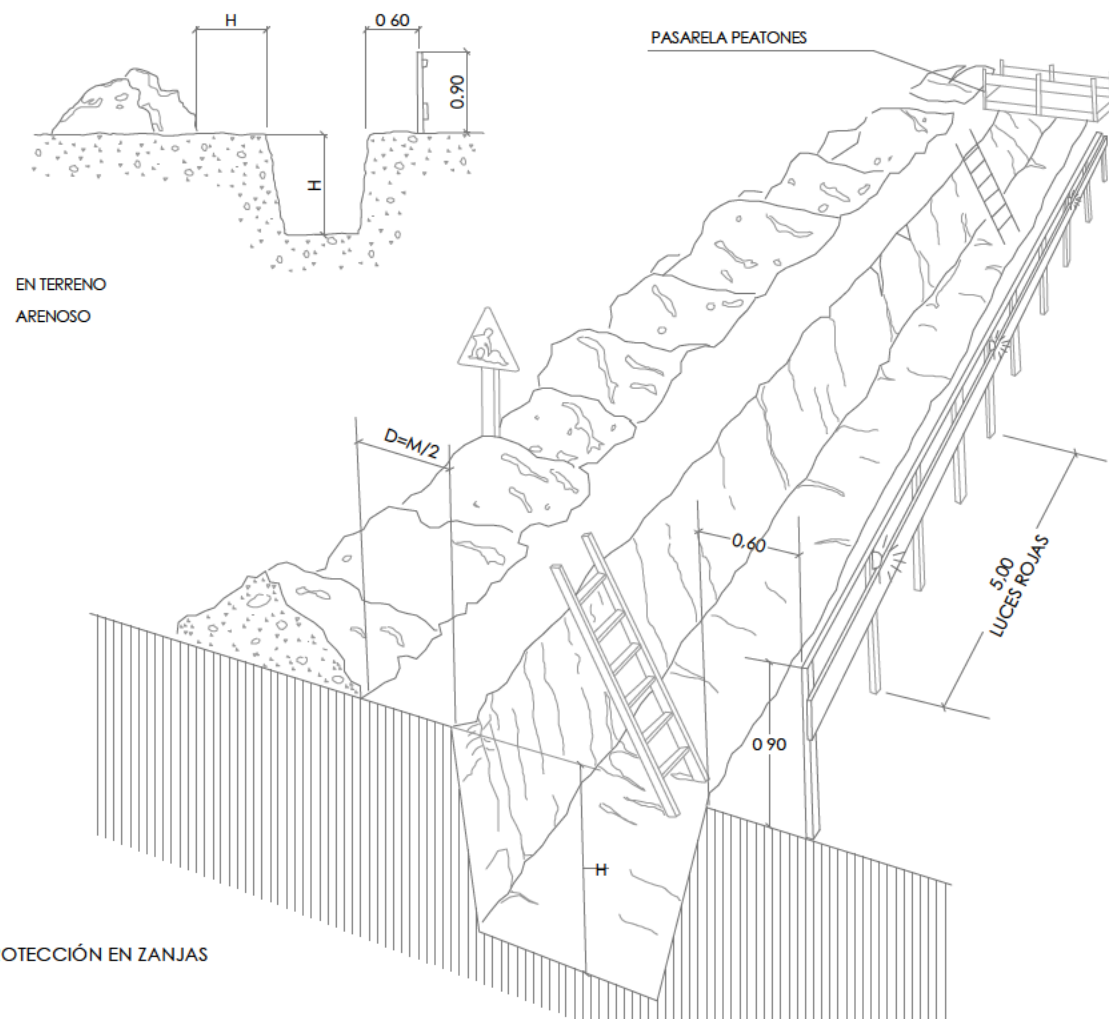 H
0 60
PASARELA PEATONES
0.90
H
EN TERRENO
ARENOSO
D=M/2
0,60
5.00
LUCES ROJAS
0 90
H
OTECCIÓN EN ZANJAS